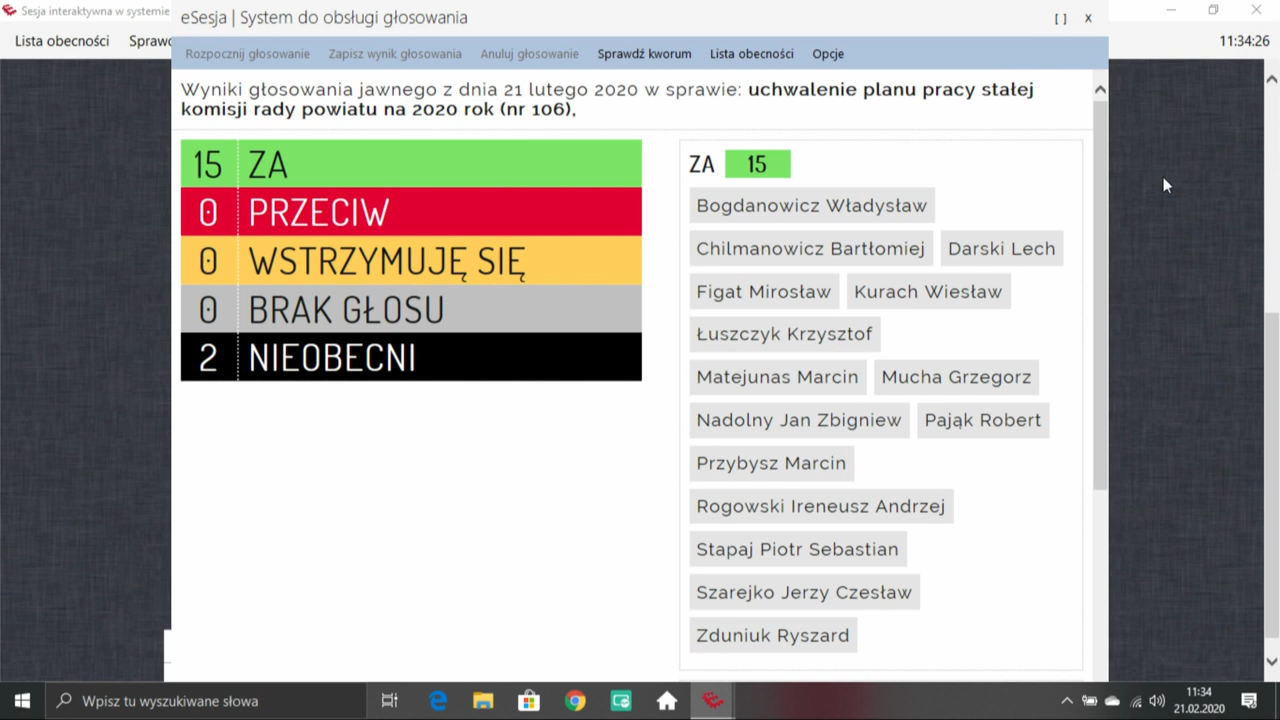 Sesja interaktywna w systemie
eSesja | System do obsługi głosowania
[ ] x
Lista obecności
Rozpocznij głosowanie Zapisz wynik głosowania Anuluj głosowanie Sprawdź kworum Lista obecności Opcje
11:34:26
Wyniki głosowania jawnego z dnia 21 lutego 2020 w sprawie: uchwalenie planu pracy stałej
komisji rady powiatu na 2020 rok (nr 106),
15 ZA
0 PRZECIW
0 WSTRZYMUJĘ SIĘ
0 BRAK GŁOSU
2 NIEOBECNI
ZA 15
Bogdanowicz Władysław
Chilmanowicz Bartłomiej Darski Lech
Figat Mirosław Kurach Wiesław
Łuszczyk Krzysztof
Matejunas Marcin Mucha Grzegorz
Nadolny Jan Zbigniew Pająk Robert
Przybysz Marcin
Rogowski Ireneusz Andrzej
Stapaj Piotr Sebastian
Szarejko Jerzy Czesław
Zduniuk Ryszard
Wpisz tu wyszukiwane słowa
11:34
21.02.2020